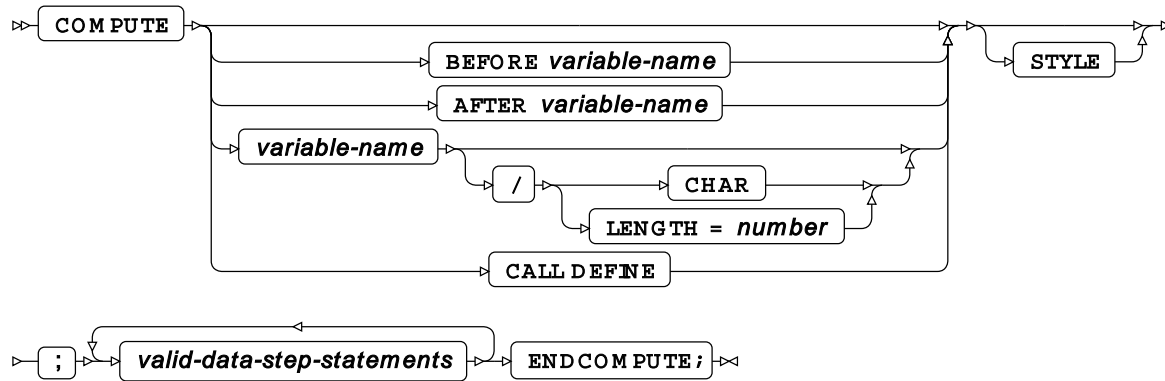 COMPUTE
BEFORE variable-name
STYLE
AFTER variable-name
variable-name
/ CHAR
LENGTH = number
CALL DEFINE
; valid-data-step-statements ENDCOMPUTE;